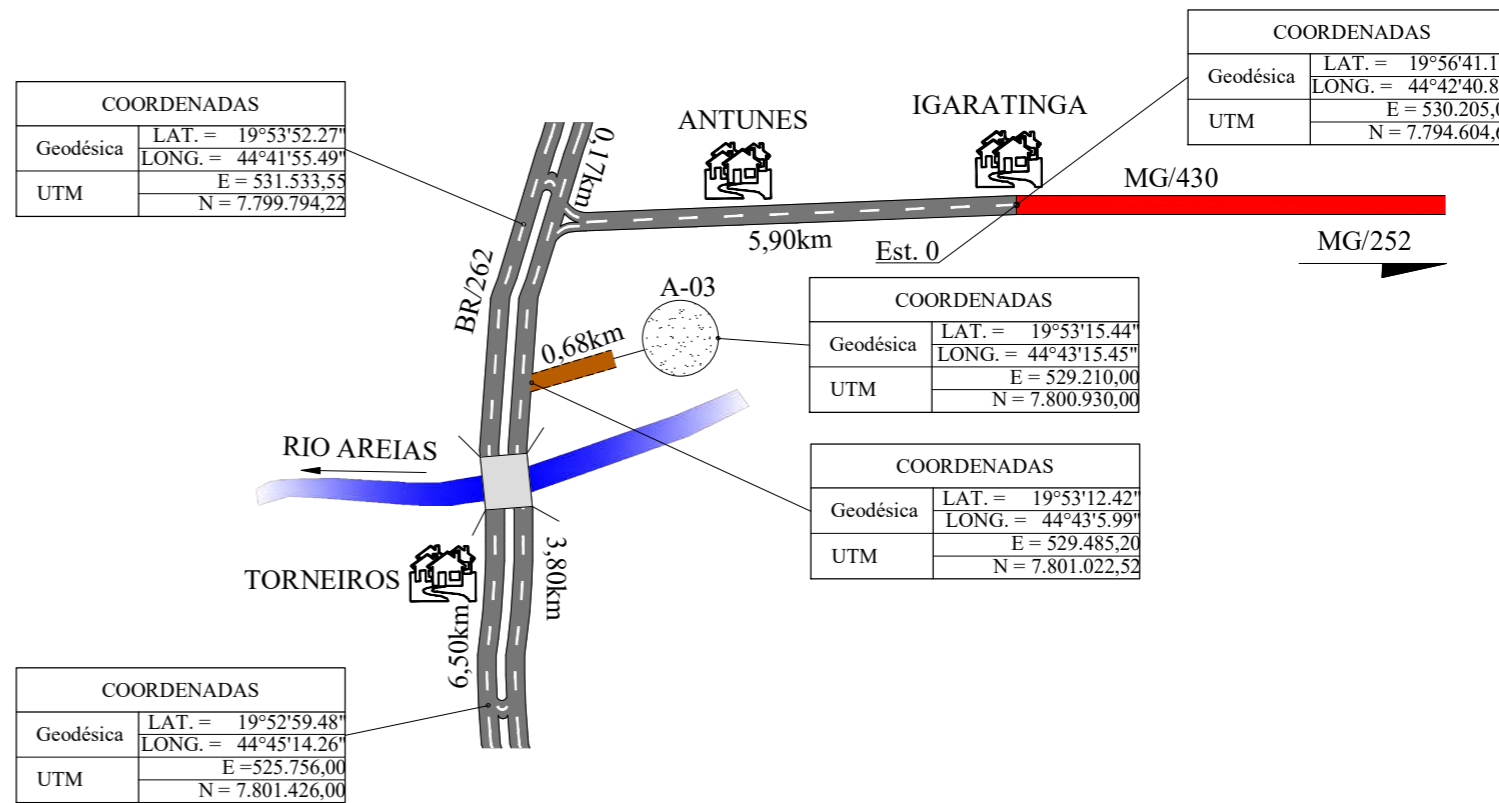 COORDENADAS
Geodésica
LAT. = 19°53'52.27"
LONG. = 44°41'55.49"
UTM
E = 531.533,55
N = 7.799.794,22
0,17km
ANTUNES
IGARATINGA
COORDENADAS
Geodésica
LAT. = 19°56'41.1
LONG. = 44°42'40.8
UTM
E = 530.205,0
N = 7.794.604,6
MG/430
5,90km
Est. 0
MG/252
BR/262
A-03
0,68km
COORDENADAS
Geodésica
LAT. = 19°53'15.44"
LONG. = 44°43'15.45"
UTM
E = 529.210,00
N = 7.800.930,00
RIO AREIAS
COORDENADAS
Geodésica
LAT. = 19°53'12.42"
LONG. = 44°43'5.99"
UTM
E = 529.485,20
N = 7.801.022,52
TORNEIROS
3,80km
6,50km
COORDENADAS
Geodésica
LAT. = 19°52'59.48"
LONG. = 44°45'14.26"
UTM
E =525.756,00
N = 7.801.426,00